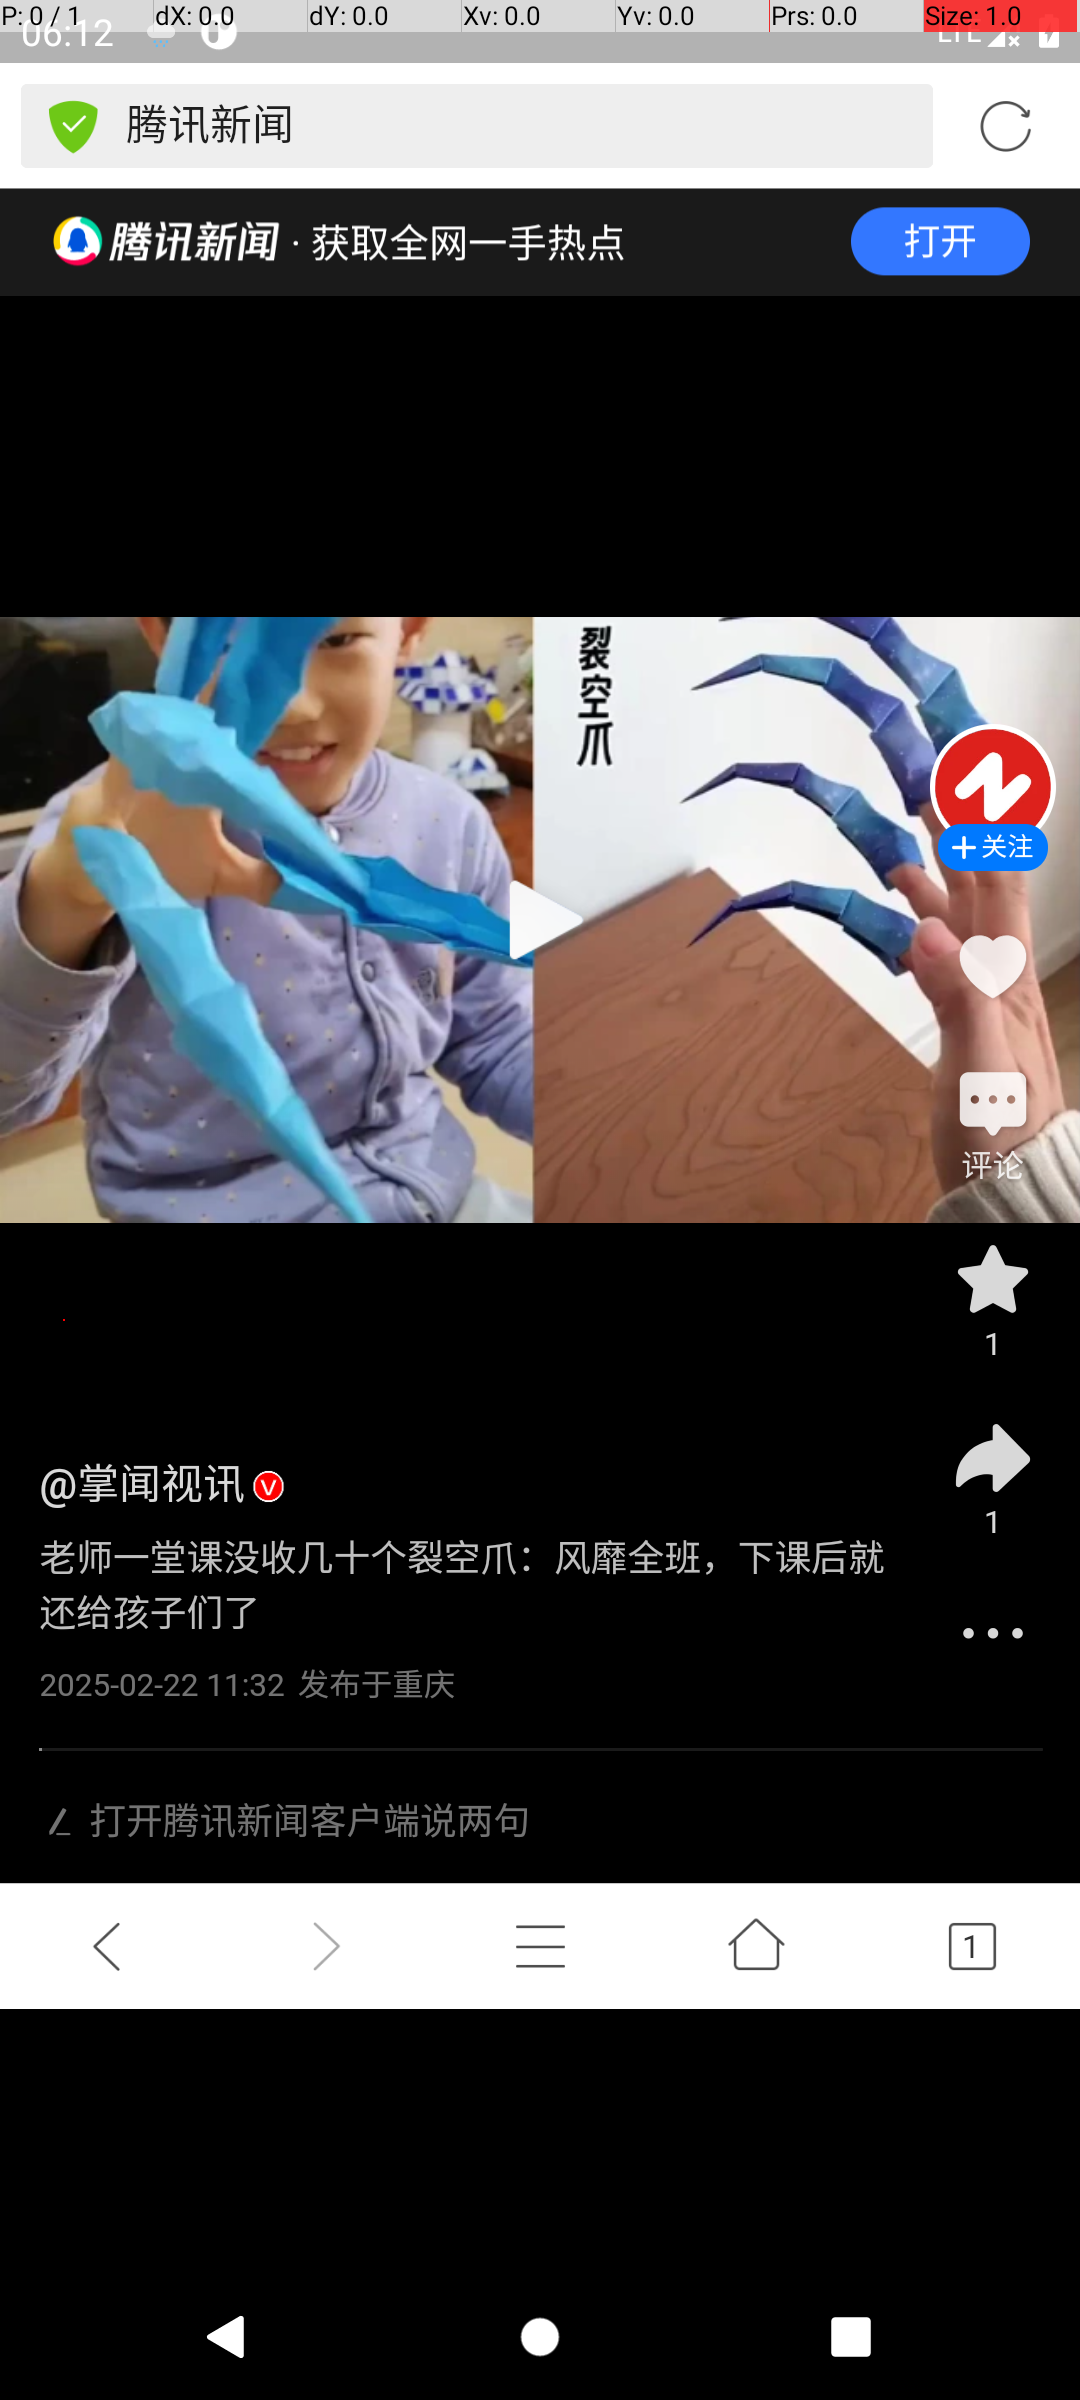 P: 0 / 1
dX: 0.0
dY: 0.0
Xv: 0.0
Yv: 0.0
Prs: 0.0
Size: 1.0
06:12
LTE
腾讯新闻
腾讯新闻 · 获取全网一手热点
打开
裂空爪
关注
评论
1
1
@掌闻视讯
老师一堂课没收几十个裂空爪：风靡全班，下课后就
还给孩子们了
2025-02-22 11:32 发布于重庆
打开腾讯新闻客户端说两句
1